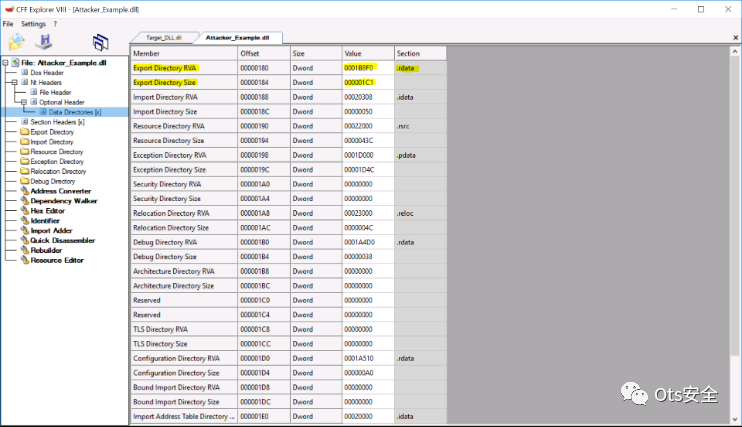 CFF Explorer VIII - [Attacker_Example.dll]
File Settings ?
Target_DLL.dll Attacker_Example.dll
File: Attacker_Example.dll
Dos Header
Nt Headers
File Header
Optional Header
Data Directories [x]
Section Headers [x]
Export Directory
Import Directory
Resource Directory
Exception Directory
Relocation Directory
Debug Directory
Address Converter
Dependency Walker
Hex Editor
Identifier
Import Adder
Quick Disassembler
Rebuilder
Resource Editor
Member Offset Size Value Section
Export Directory RVA 00000180 Dword 0001B8F0 .rdata
Export Directory Size 00000184 Dword 000001C1
Import Directory RVA 00000188 Dword 00020308 .idata
Import Directory Size 0000018C Dword 00000050
Resource Directory RVA 00000190 Dword 00022000 .rsrc
Resource Directory Size 00000194 Dword 0000043C
Exception Directory RVA 00000198 Dword 0001D000 .pdata
Exception Directory Size 0000019C Dword 00001D4C
Security Directory RVA 000001A0 Dword 00000000
Security Directory Size 000001A4 Dword 00000000
Relocation Directory RVA 000001A8 Dword 00023000 .reloc
Relocation Directory Size 000001AC Dword 0000004C
Debug Directory RVA 000001B0 Dword 0001A4D0 .rdata
Debug Directory Size 000001B4 Dword 00000038
Architecture Directory RVA 000001B8 Dword 00000000
Architecture Directory Size 000001BC Dword 00000000
Reserved 000001C0 Dword 00000000
Reserved 000001C4 Dword 00000000
TLS Directory RVA 000001C8 Dword 00000000
TLS Directory Size 000001CC Dword 00000000
Configuration Directory RVA 000001D0 Dword 0001A510 .rdata
Configuration Directory Size 000001D4 Dword 000000A0
Bound Import Directory RVA 000001D8 Dword 00000000
Bound Import Directory Size 000001DC Dword 00000000
Import Address Table Directory ... 000001E0 Dword 00020000 .idata
Ots安全